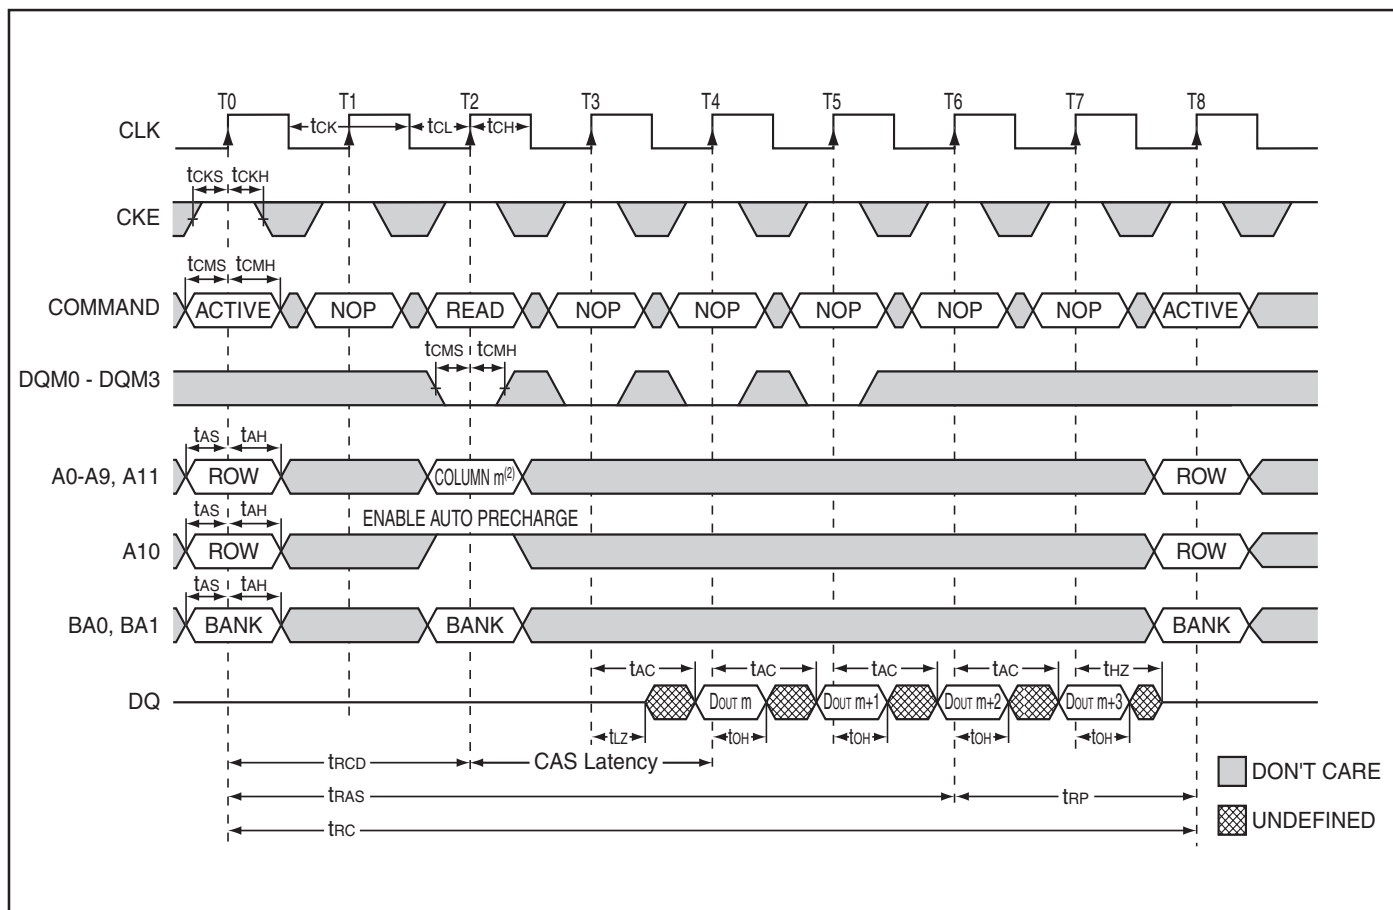 T0 T1 T2 T3 T4 T5 T6 T7 T8
CLK tCK tCL tCH
tCKS tCKH
CKE
tCMS tCMH
COMMAND ACTIVE NOP READ NOP NOP NOP NOP NOP ACTIVE
tCMS tCMH
DQM0 - DQM3
tAS tAH
A0-A9, A11 ROW COLUMN m(2) ROW
tAS tAH ENABLE AUTO PRECHARGE
A10 ROW ROW
tAS tAH
BA0, BA1 BANK BANK BANK
tAC tAC tAC tAC tHZ
DQ DOUT m DOUT m+1 DOUT m+2 DOUT m+3
tLZ tOH tOH tOH tOH
tRCD CAS Latency
DON'T CARE
tRAS tRP
UNDEFINED
tRC